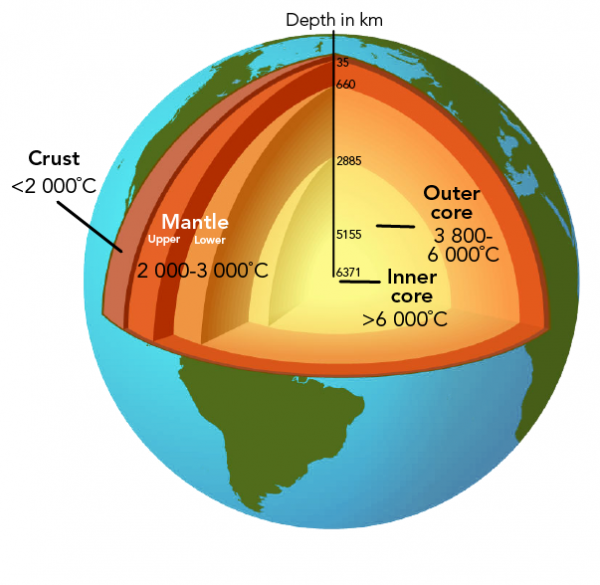 Depth in km
35
660
2885
5155
6371
Crust
<2 000°C
Mantle
Upper Lower
2 000-3 000°C
Outer
core
3 800-
6 000°C
Inner
core
>6 000°C